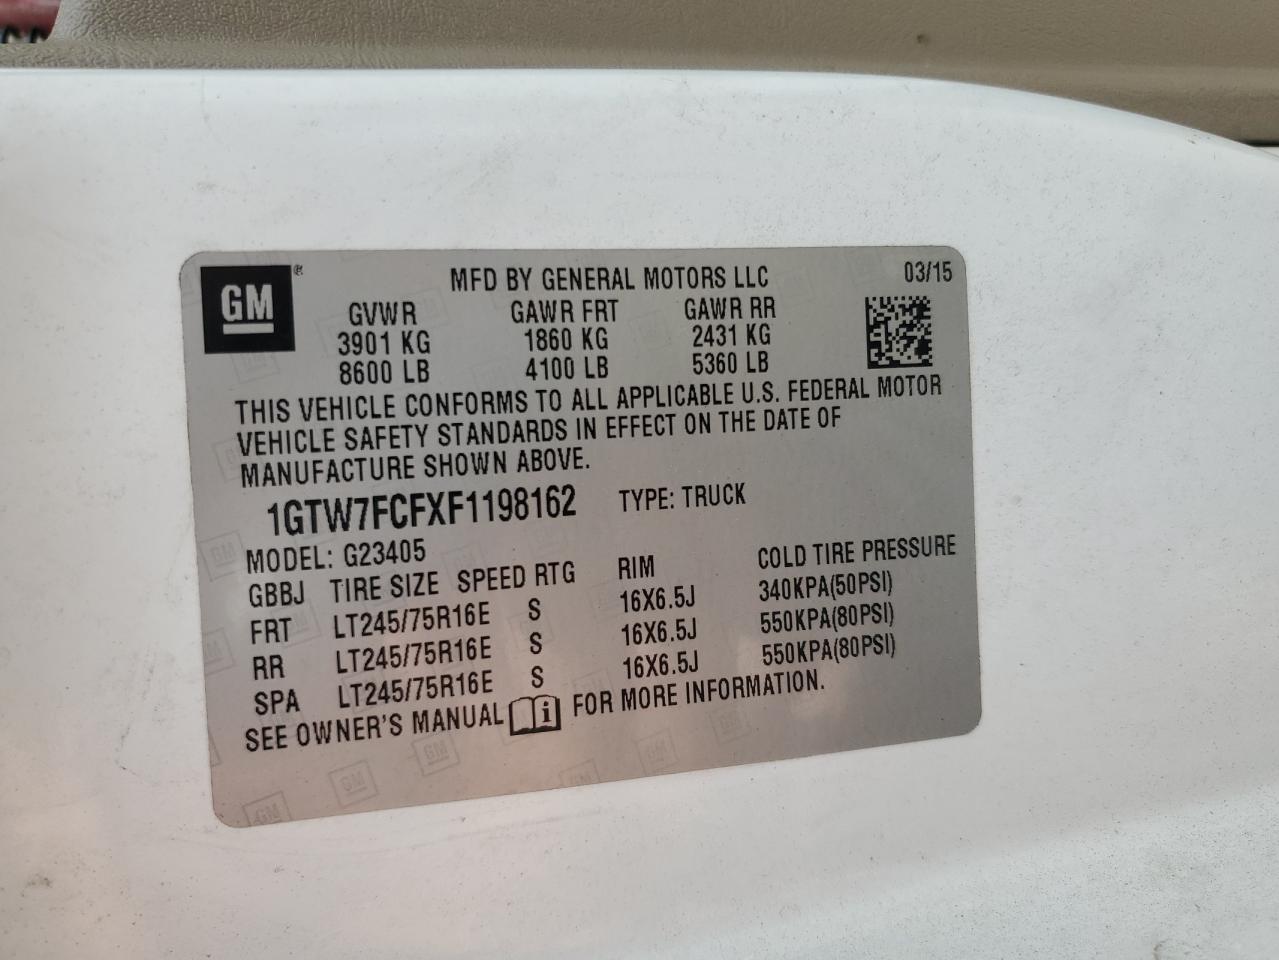 GM ® MFD BY GENERAL MOTORS LLC 03/15
GVWR GAWR FRT GAWR RR
3901 KG 1860 KG 2431 KG
8600 LB 4100 LB 5360 LB
THIS VEHICLE CONFORMS TO ALL APPLICABLE U.S. FEDERAL MOTOR
VEHICLE SAFETY STANDARDS IN EFFECT ON THE DATE OF
MANUFACTURE SHOWN ABOVE.
1GTW7FCFXF1198162 TYPE: TRUCK
MODEL: G23405
GBBJ TIRE SIZE SPEED RTG RIM COLD TIRE PRESSURE
FRT LT245/75R16E S 16X6.5J 340KPA(50PSI)
RR LT245/75R16E S 16X6.5J 550KPA(80PSI)
SPA LT245/75R16E S 16X6.5J 550KPA(80PSI)
SEE OWNER'S MANUAL i FOR MORE INFORMATION.